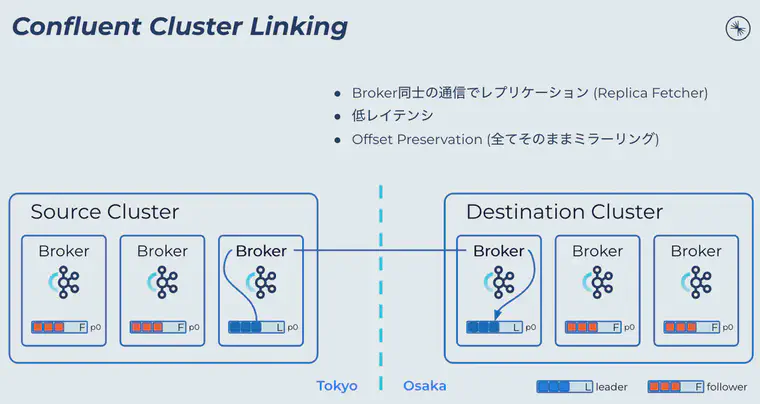 Confluent Cluster Linking
● Broker同士の通信でレプリケーション (Replica Fetcher)
● 低レイテンシ
● Offset Preservation (全てそのままミラーリング)
Source Cluster
Broker
F p0
Broker
F p0
Broker
L p0
Destination Cluster
Broker
L p0
Broker
F p0
Broker
F p0
Tokyo
Osaka
L leader
F follower